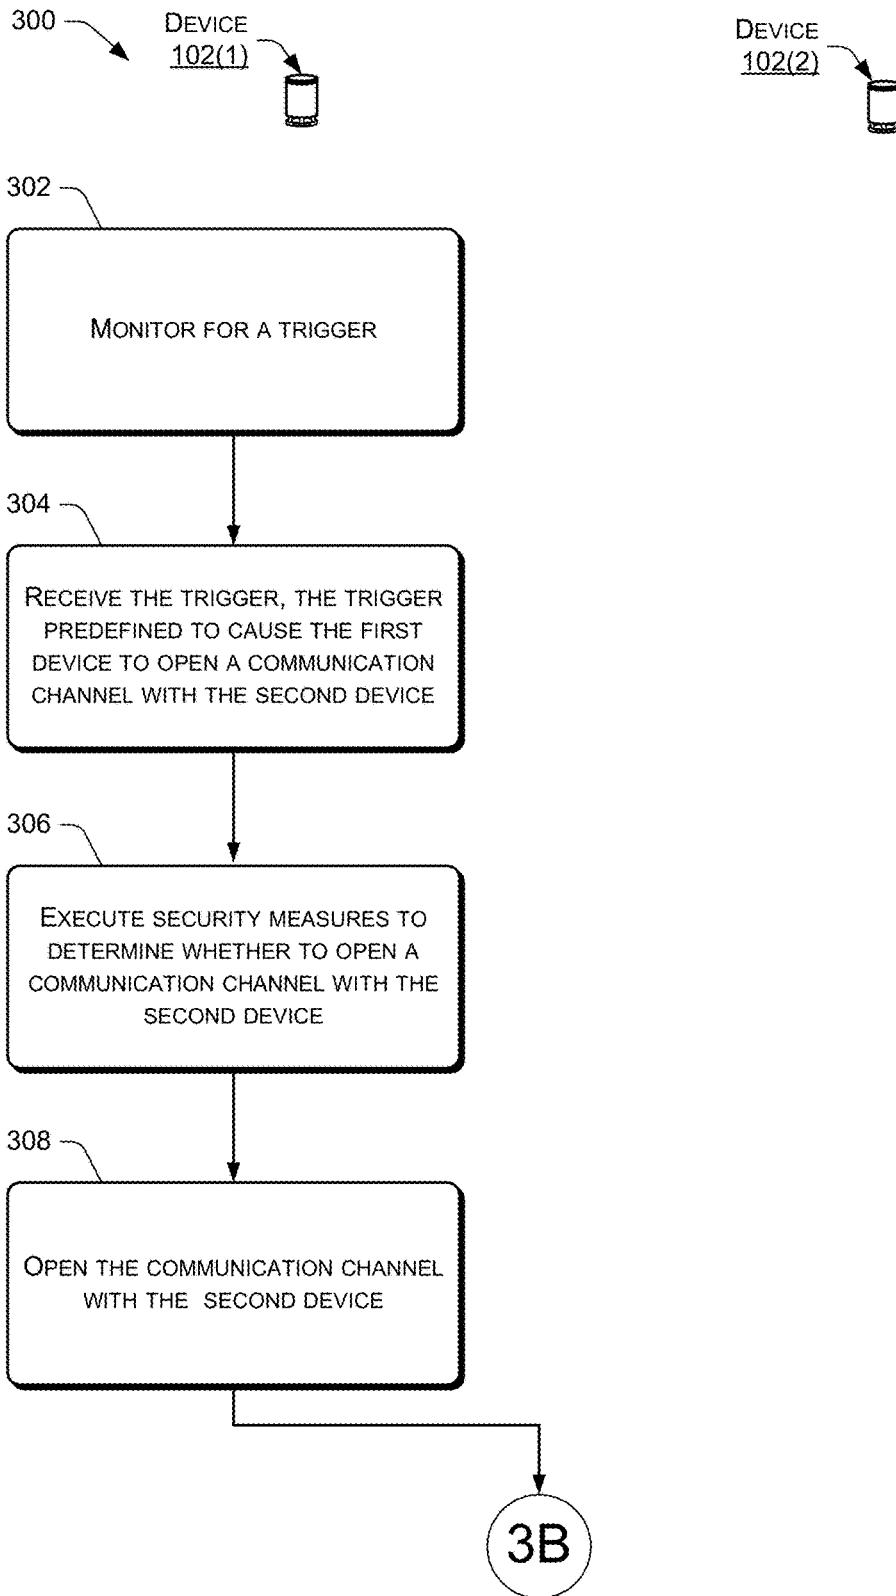 300
DEVICE
102(1)
DEVICE
102(2)
302
MONITOR FOR A TRIGGER
304
RECEIVE THE TRIGGER, THE TRIGGER
PREDEFINED TO CAUSE THE FIRST
DEVICE TO OPEN A COMMUNICATION
CHANNEL WITH THE SECOND DEVICE
306
EXECUTE SECURITY MEASURES TO
DETERMINE WHETHER TO OPEN A
COMMUNICATION CHANNEL WITH THE
SECOND DEVICE
308
OPEN THE COMMUNICATION CHANNEL
WITH THE SECOND DEVICE
3B